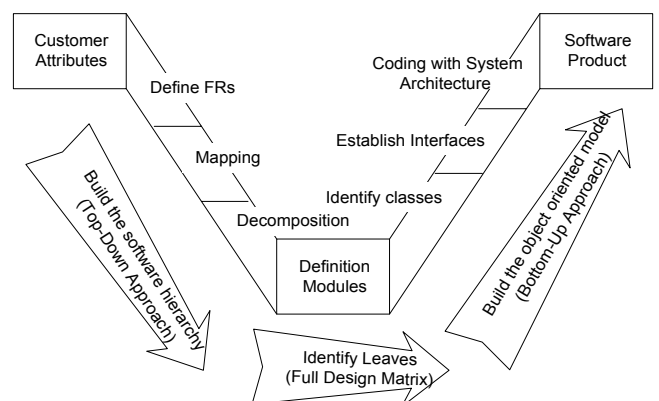 Customer
Attributes
Define FRs
Mapping
Decomposition
Definition
Modules
Identify classes
Establish Interfaces
Coding with System
Architecture
Software
Product
Build the software hierarchy
(Top-Down Approach)
Identify Leaves
(Full Design Matrix)
Build the object oriented model
(Bottom-Up Approach)